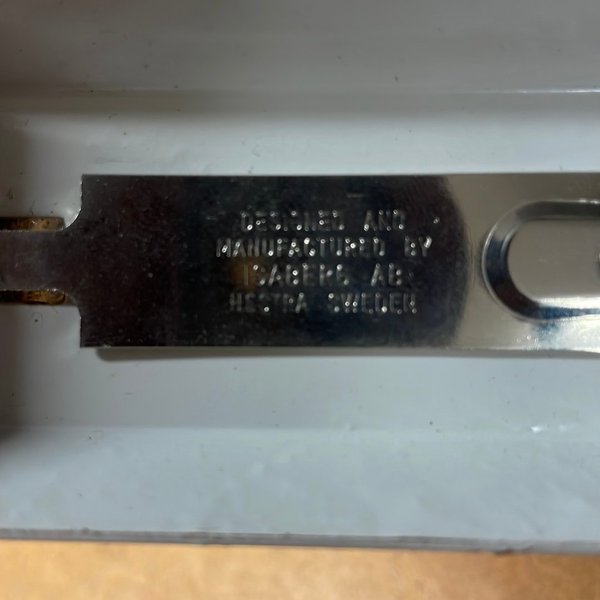 DESIGNED AND
MANUFACTURED BY
ISABERG AB
HESTRA SWEDEN